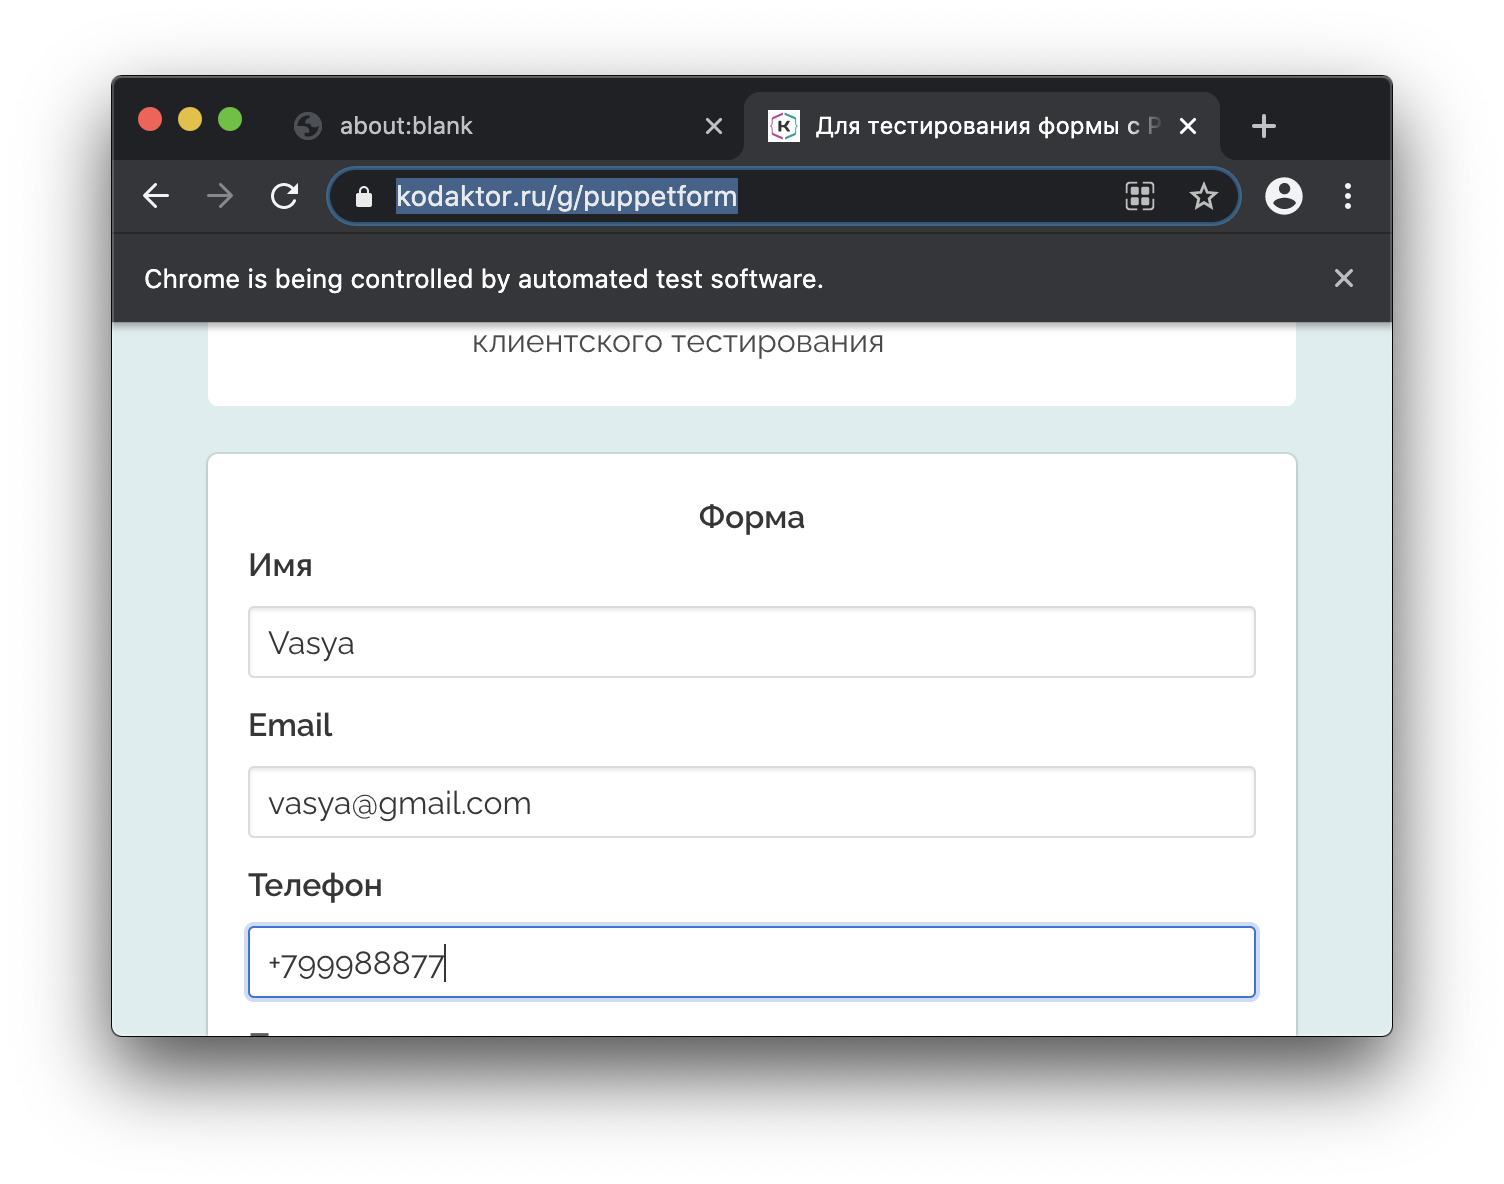 about:blank
Для тестирования формы с P
kodaktor.ru/g/puppetform
Chrome is being controlled by automated test software.
клиентского тестирования
Форма
Имя
Vasya
Email
vasya@gmail.com
Телефон
+799988877